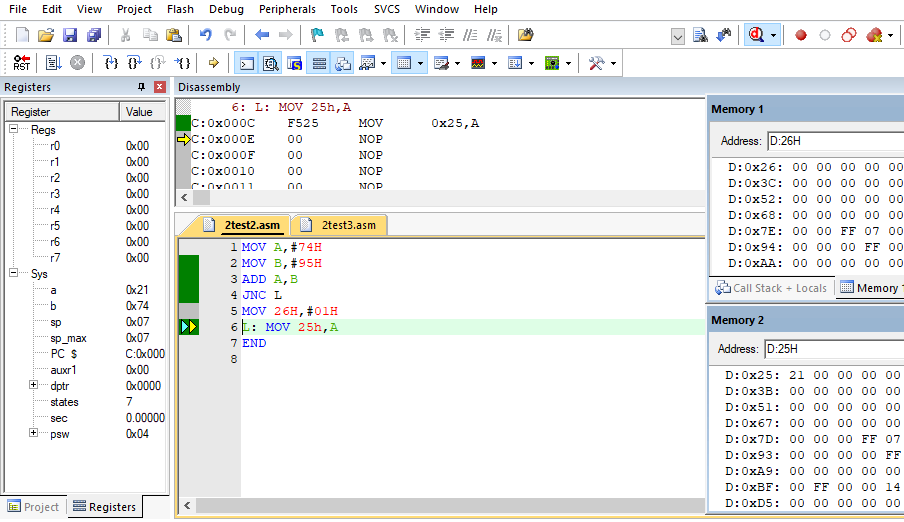 File Edit View Project Flash Debug Peripherals Tools SVCS Window Help
RST
Registers
Register Value
Regs
r0 0x00
r1 0x00
r2 0x00
r3 0x00
r4 0x00
r5 0x00
r6 0x00
r7 0x00
Sys
a 0x21
b 0x74
sp 0x07
sp_max 0x07
PC $ C:0x000
auxr1 0x00
dptr 0x0000
states 7
sec 0.00000
psw 0x04
Project Registers
Disassembly
6: L: MOV 25h,A
C:0x000C F525 MOV 0x25,A
C:0x000E 00 NOP
C:0x000F 00 NOP
C:0x0010 00 NOP
C:0x0011 00 NOP
2test2.asm 2test3.asm
1 MOV A,#74H
2 MOV B,#95H
3 ADD A,B
4 JNC L
5 MOV 26H,#01H
6 L: MOV 25h,A
7 END
8
Memory 1
Address: D:26H
D:0x26: 00 00 00 00 00
D:0x3C: 00 00 00 00 00
D:0x52: 00 00 00 00 00
D:0x68: 00 00 00 00 00
D:0x7E: 00 00 FF 07 00
D:0x94: 00 00 00 FF 00
D:0xAA: 00 00 00 00 00
Call Stack + Locals Memory 1
Memory 2
Address: D:25H
D:0x25: 21 00 00 00 00
D:0x3B: 00 00 00 00 00
D:0x51: 00 00 00 00 00
D:0x67: 00 00 00 00 00
D:0x7D: 00 00 00 FF 07
D:0x93: 00 00 00 00 FF
D:0xA9: 00 00 00 00 00
D:0xBF: 00 FF 00 00 14
D:0xD5: 00 00 00 00 00